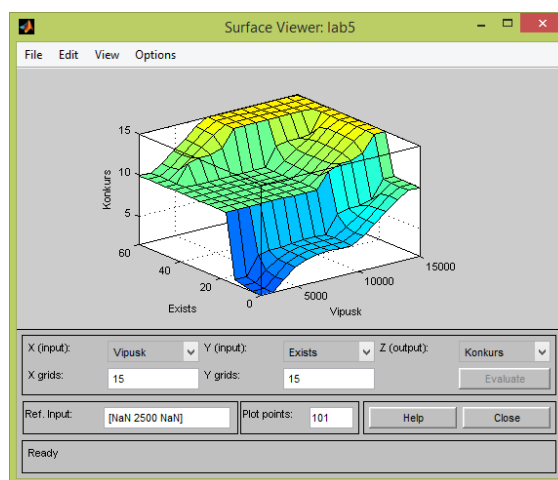 Surface Viewer: lab5
File Edit View Options
15
10
5
Konkurs
60
40
20
0
Exists
5000
10000
15000
Vipusk
X (input): Vipusk Y (input): Exists Z (output): Konkurs
X grids: 15 Y grids: 15 Evaluate
Ref. Input: [NaN 2500 NaN] Plot points: 101 Help Close
Ready